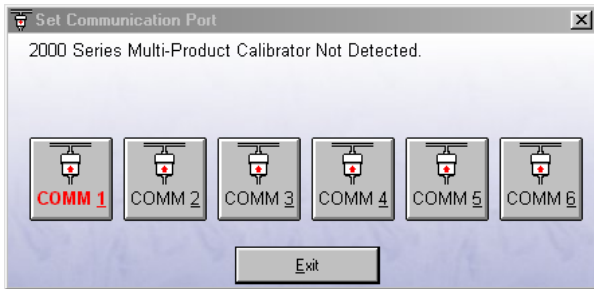 Set Communication Port
2000 Series Multi-Product Calibrator Not Detected.
COMM 1 COMM 2 COMM 3 COMM 4 COMM 5 COMM 6
Exit